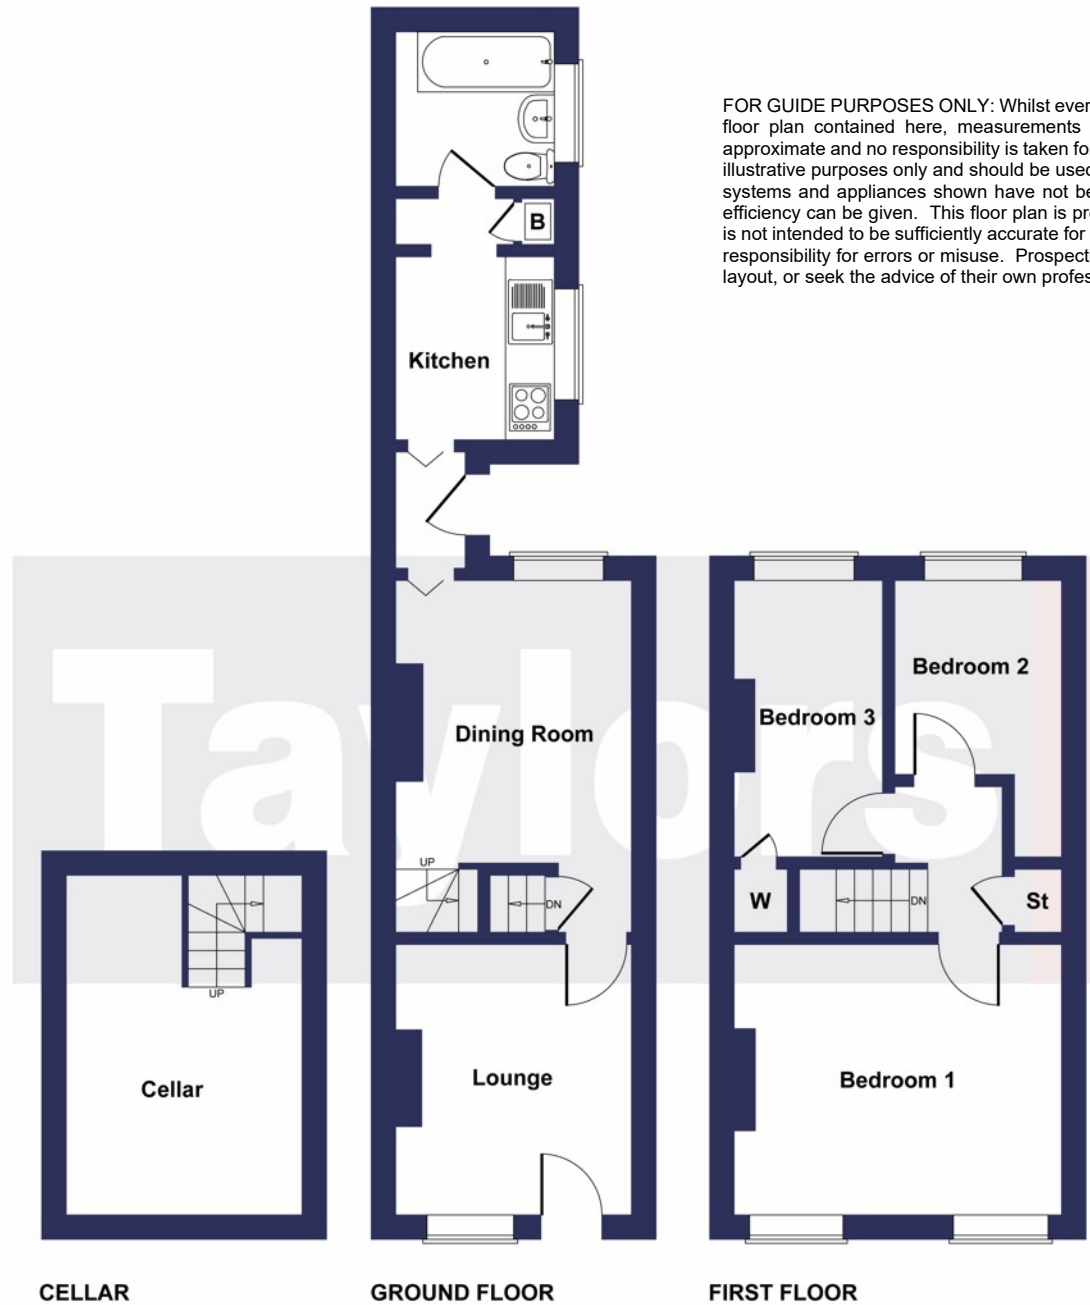 FOR GUIDE PURPOSES ONLY: Whilst ever
floor plan contained here, measurements
approximate and no responsibility is taken fo
illustrative purposes only and should be used
systems and appliances shown have not be
efficiency can be given. This floor plan is pr
is not intended to be sufficiently accurate for
responsibility for errors or misuse. Prospect
layout, or seek the advice of their own profes
B
Kitchen
Taylors
Dining Room
UP
DN
Lounge
Bedroom 3
Bedroom 2
W
DN
St
Bedroom 1
UP
Cellar
CELLAR
GROUND FLOOR
FIRST FLOOR